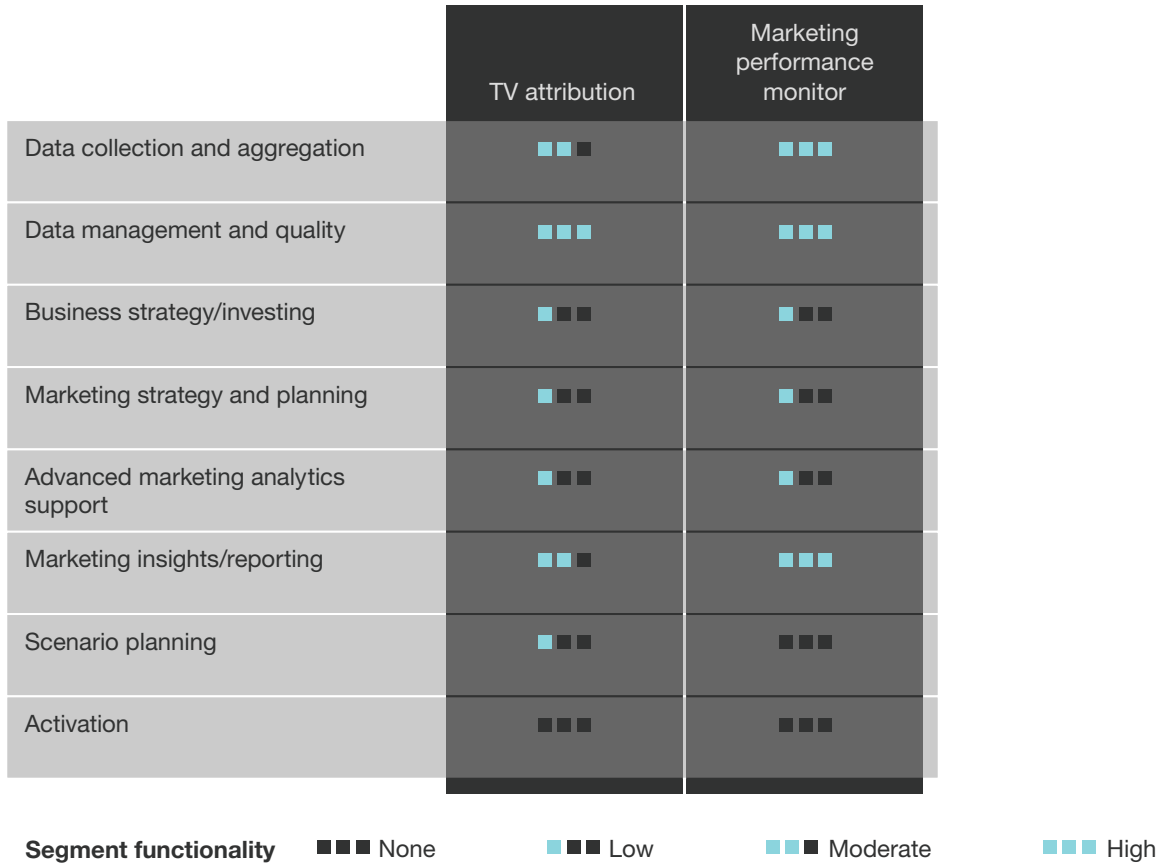 TV attribution
Marketing
performance
monitor
Data collection and aggregation
Data management and quality
Business strategy/investing
Marketing strategy and planning
Advanced marketing analytics
support
Marketing insights/reporting
Scenario planning
Activation
Segment functionality None Low Moderate High